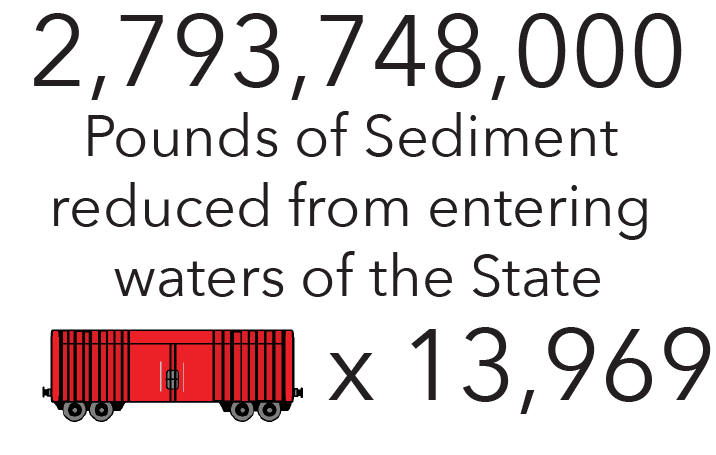 2,793,748,000
Pounds of Sediment
reduced from entering
waters of the State
x 13,969